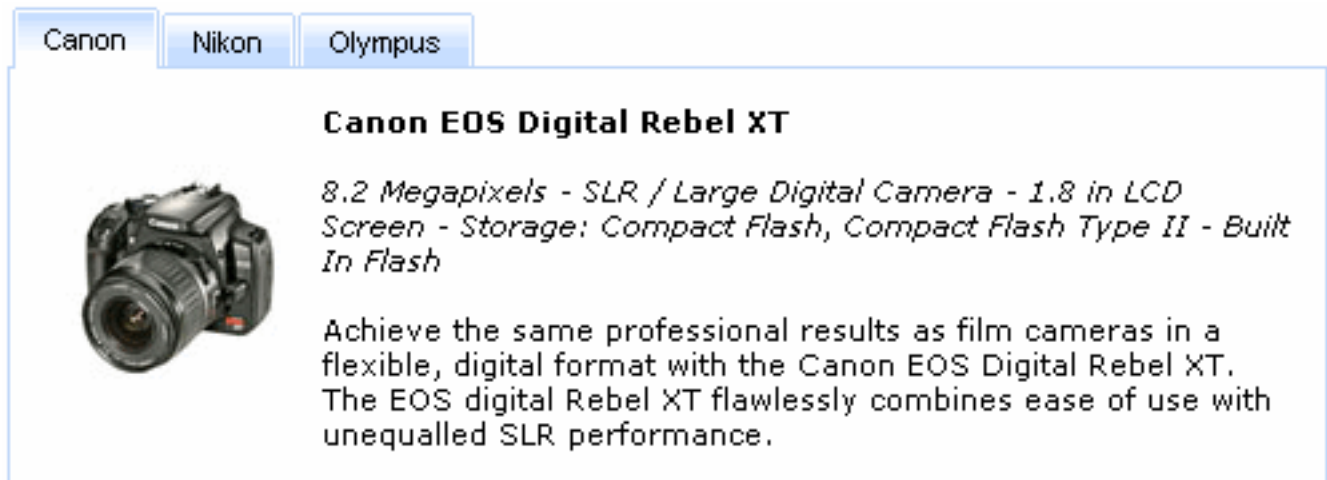 Canon Nikon Olympus
Canon EOS Digital Rebel XT
8.2 Megapixels - SLR / Large Digital Camera - 1.8 in LCD
Screen - Storage: Compact Flash, Compact Flash Type II - Built
In Flash
Achieve the same professional results as film cameras in a
flexible, digital format with the Canon EOS Digital Rebel XT.
The EOS digital Rebel XT flawlessly combines ease of use with
unequalled SLR performance.